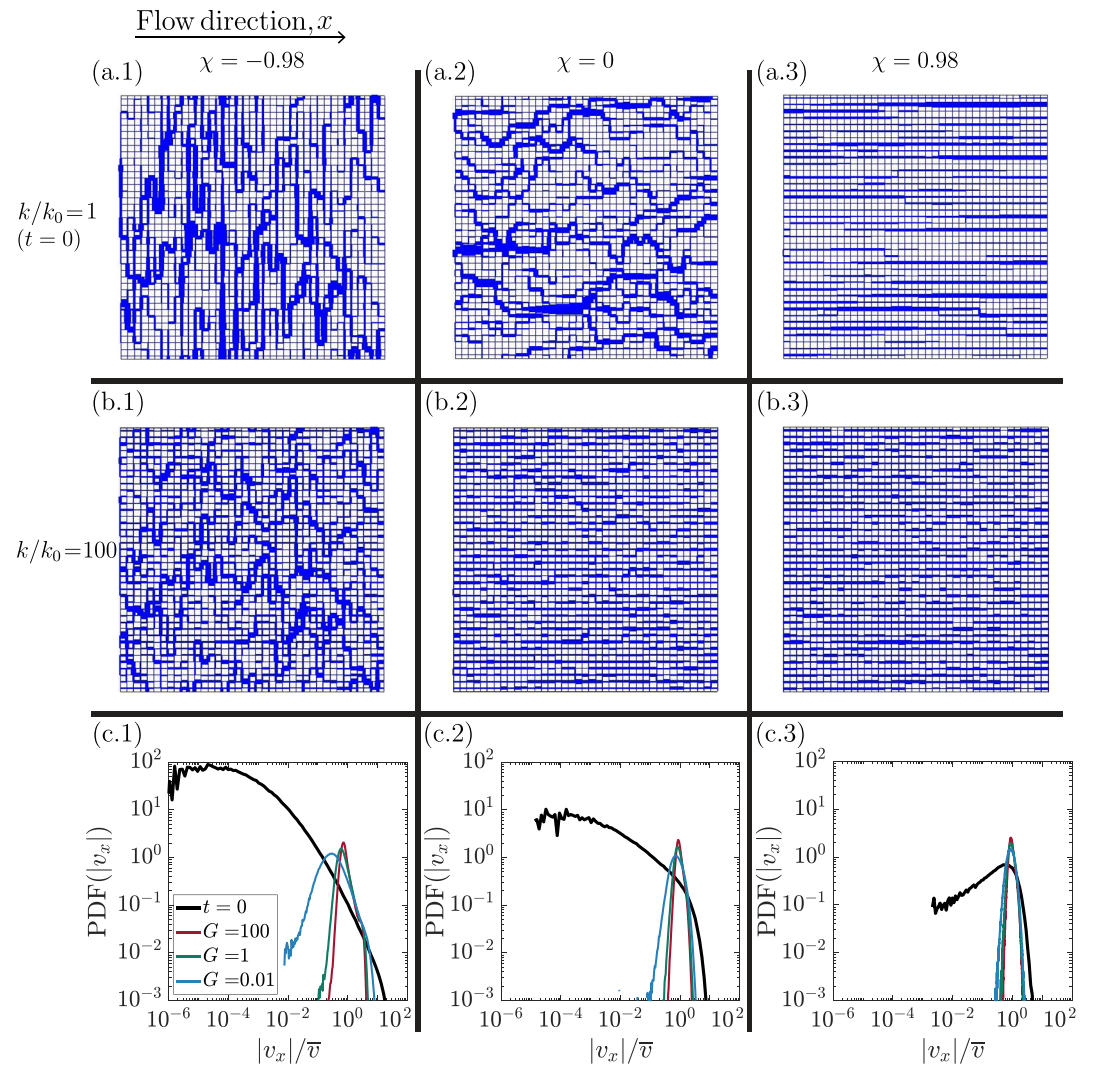 Flow direction, x
χ = −0.98
χ = 0
χ = 0.98
(a.1)
(a.2)
(a.3)
k/k₀=1
(t = 0)
(b.1)
(b.2)
(b.3)
k/k₀=100
(c.1)
(c.2)
(c.3)
PDF(|vₓ|)
10²
10¹
10⁰
10⁻¹
10⁻²
10⁻³
t = 0
G =100
G =1
G =0.01
10⁻⁶
10⁻⁴
10⁻²
10⁰
10²
|vₓ|/v̅
PDF(|vₓ|)
10²
10¹
10⁰
10⁻¹
10⁻²
10⁻³
10⁻⁶
10⁻⁴
10⁻²
10⁰
10²
|vₓ|/v̅
PDF(|vₓ|)
10²
10¹
10⁰
10⁻¹
10⁻²
10⁻³
10⁻⁶
10⁻⁴
10⁻²
10⁰
10²
|vₓ|/v̅